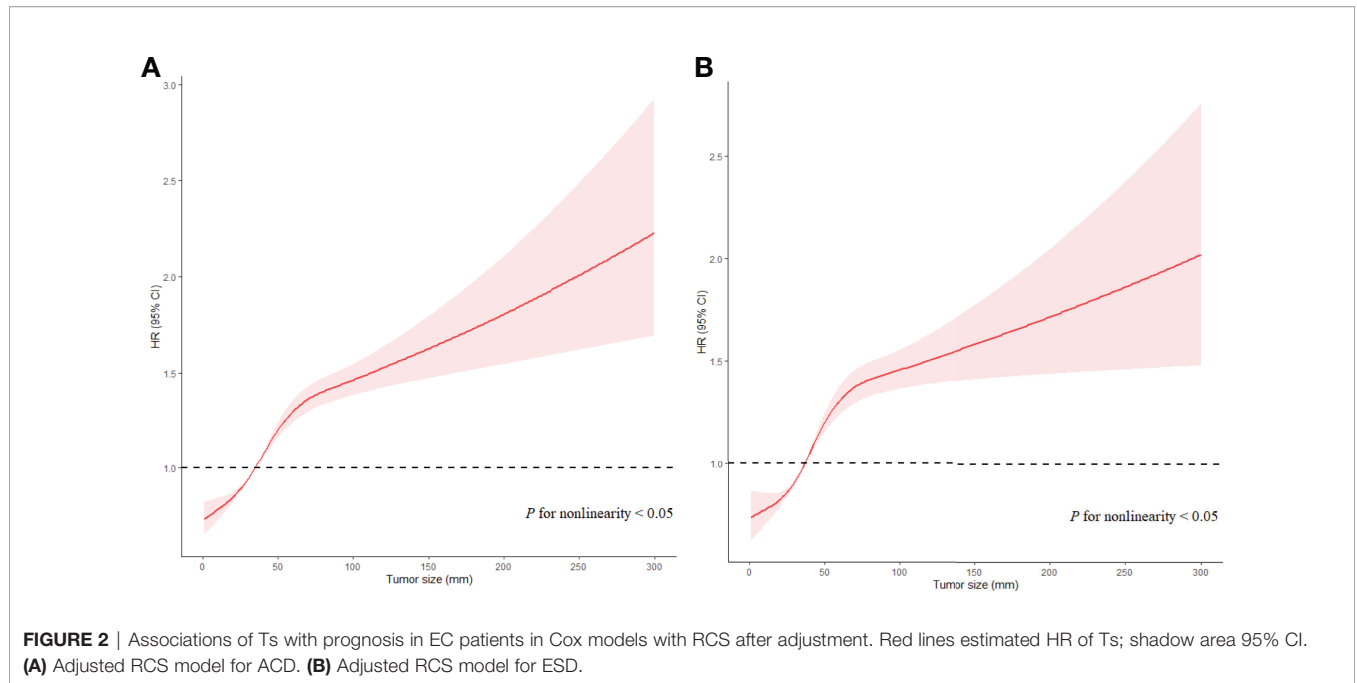 A
3.0
2.5
2.0
1.5
1.0
HR (95% CI)
P for nonlinearity < 0.05
0 50 100 150 200 250 300
Tumor size (mm)
B
2.5
2.0
1.5
1.0
HR (95% CI)
P for nonlinearity < 0.05
0 50 100 150 200 250 300
Tumor size (mm)
FIGURE 2 | Associations of Ts with prognosis in EC patients in Cox models with RCS after adjustment. Red lines estimated HR of Ts; shadow area 95% CI.
(A) Adjusted RCS model for ACD. (B) Adjusted RCS model for ESD.